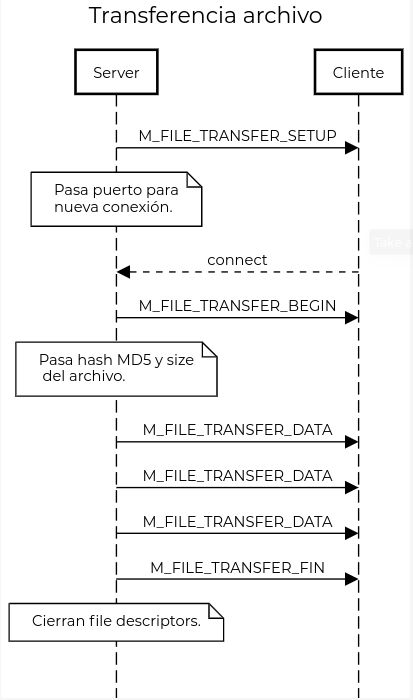 Transferencia archivo
Server
Cliente
M_FILE_TRANSFER_SETUP
Pasa puerto para
nueva conexión.
connect
M_FILE_TRANSFER_BEGIN
Pasa hash MD5 y size
del archivo.
M_FILE_TRANSFER_DATA
M_FILE_TRANSFER_DATA
M_FILE_TRANSFER_DATA
M_FILE_TRANSFER_FIN
Cierran file descriptors.